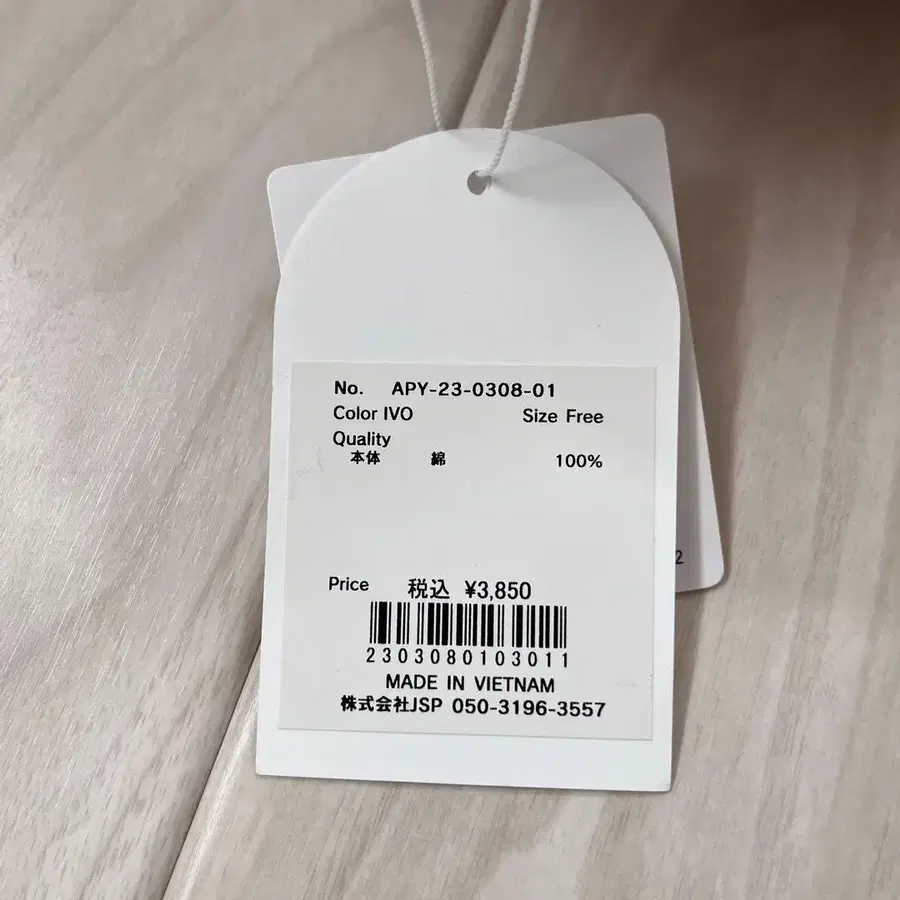 No. APY-23-0308-01
Color IVO Size Free
Quality
本体 綿 100%
2
Price 税込 ¥3,850
2303080103011
MADE IN VIETNAM
株式会社JSP 050-3196-3557